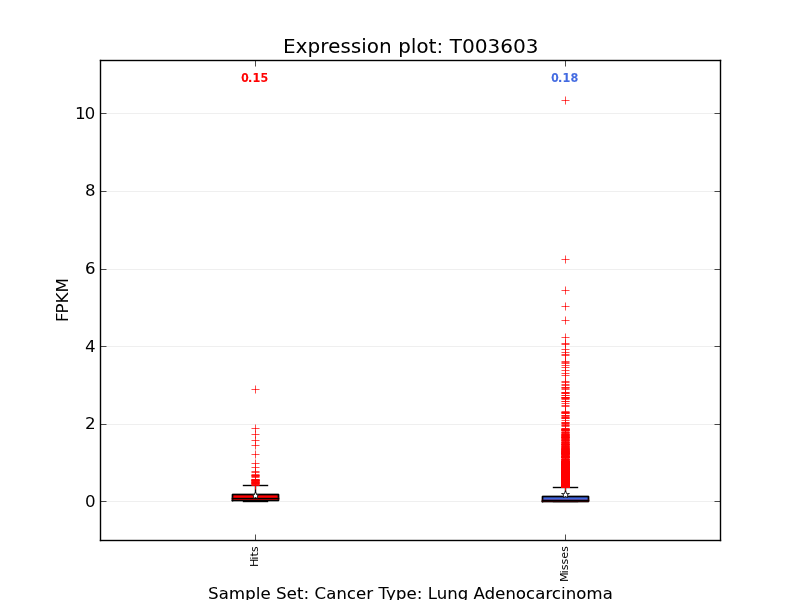 Expression plot: T003603
0.15
0.18
10
8
6
4
2
0
FPKM
Hits
Misses
Sample Set: Cancer Type: Lung Adenocarcinoma